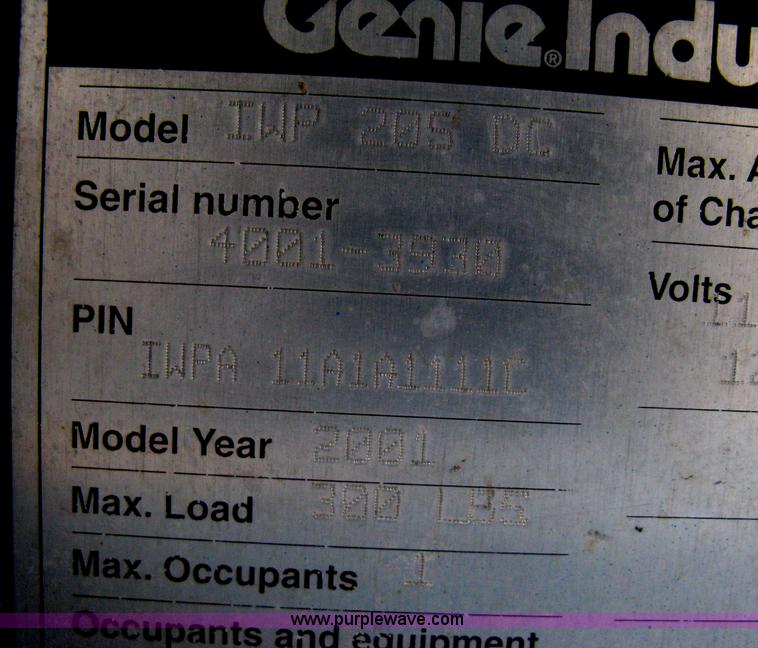 Genie® Indu
Model IWP 20S DC
Max. A
Serial number
of Cha
4001-3930
Volts
PIN
IWPA 11A1A1111C
12
Model Year 2001
Max. Load 300 LBS
Max. Occupants 1
www.purplewave.com
Occupants and equipment